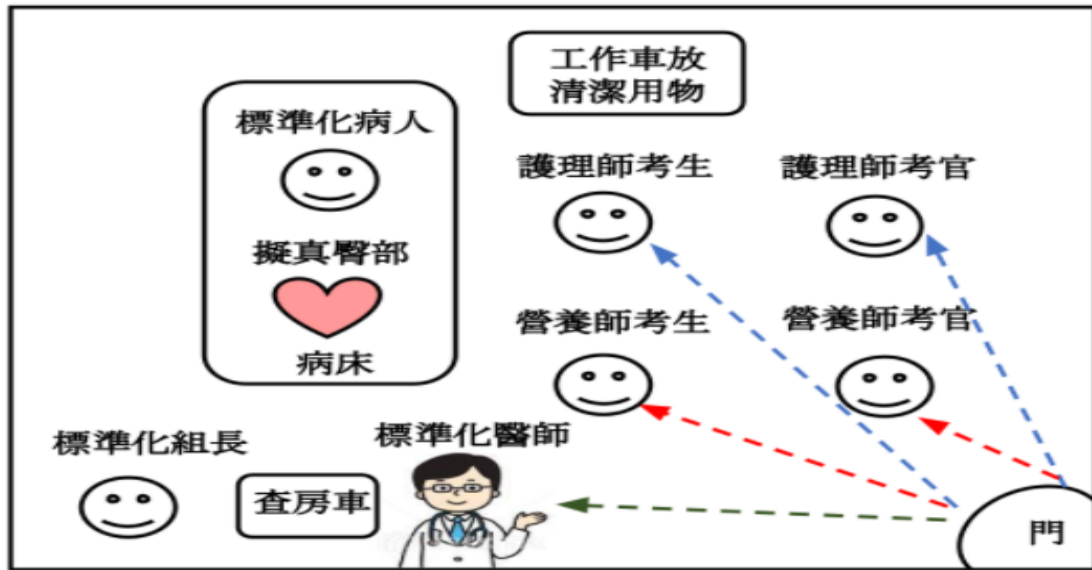 工作車放
清潔用物
標準化病人
護理師考生
護理師考官
擬真臀部
營養師考生
營養師考官
病床
標準化組長
標準化醫師
查房車
門